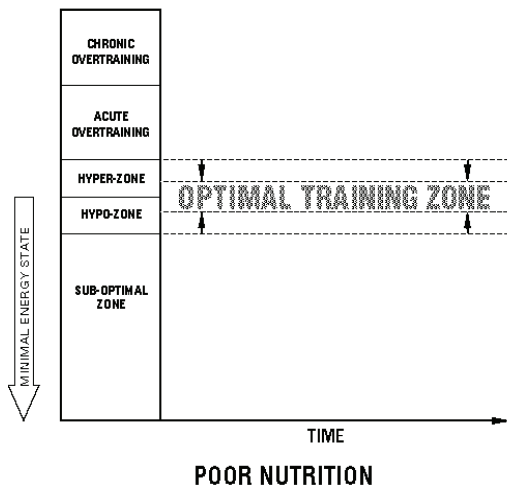 CHRONIC
OVERTRAINING
ACUTE
OVERTRAINING
HYPER-ZONE
OPTIMAL TRAINING ZONE
HYPO-ZONE
SUB-OPTIMAL
ZONE
MINIMAL ENERGY STATE
TIME
POOR NUTRITION